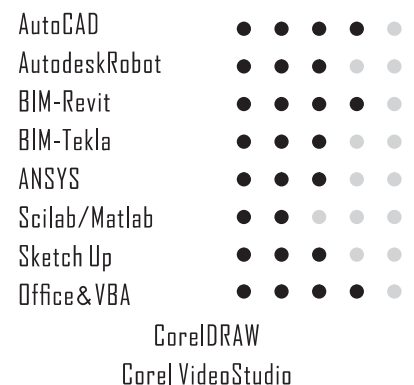 AutoCAD
AutodeskRobot
BIM-Revit
BIM-Tekla
ANSYS
Scilab/Matlab
Sketch Up
Office&VBA
CorelDRAW
Corel VideoStudio